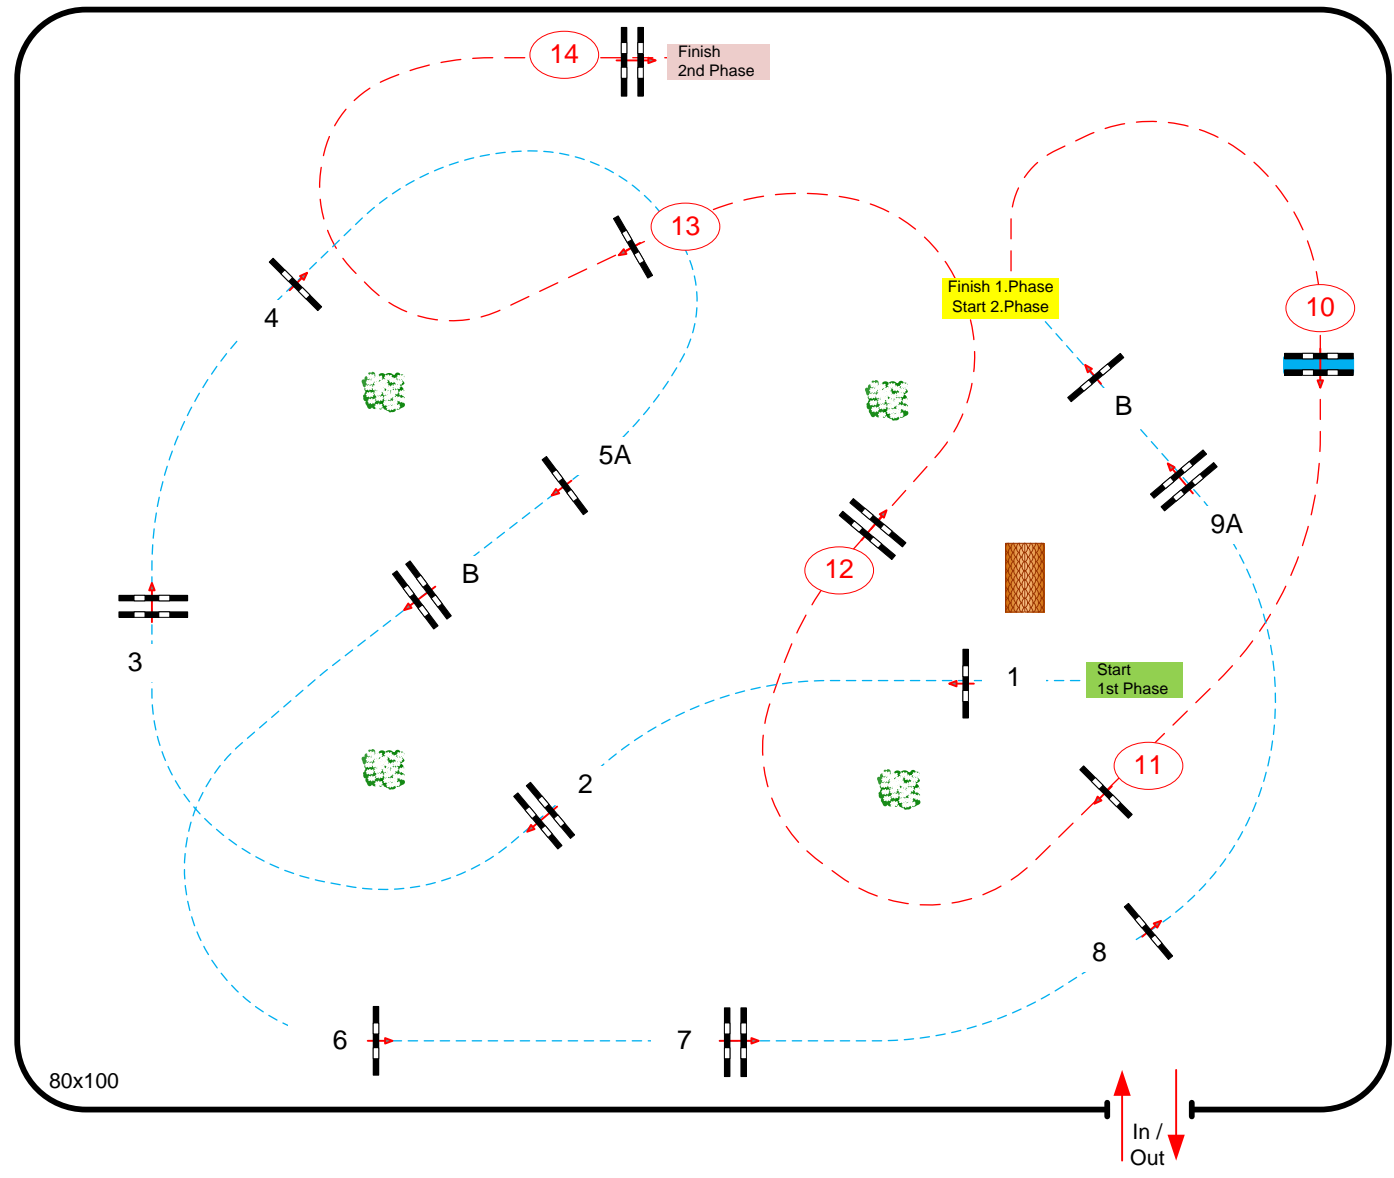 14
Finish
2nd Phase
13
Finish 1.Phase
Start 2.Phase
10
4
B
5A
9A
B
12
3
1
Start
1st Phase
2
11
8
6
7
80x100
In /
Out